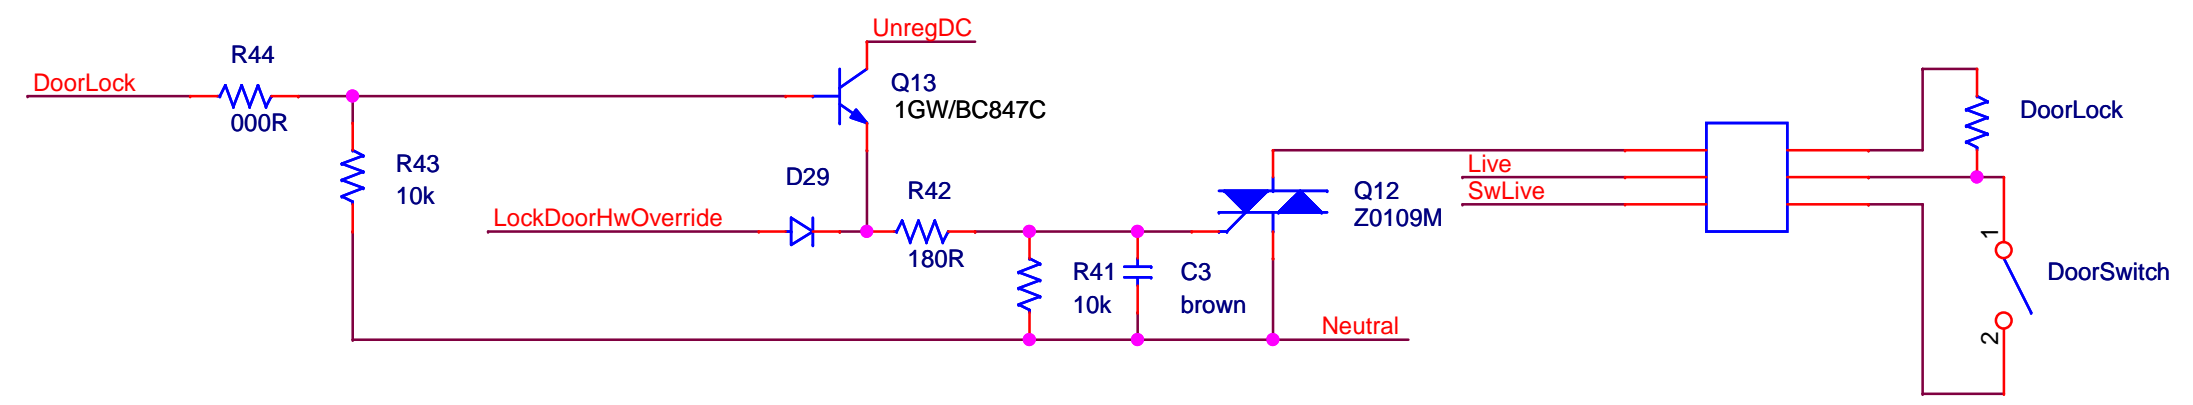 UnregDC
R44
DoorLock
000R
Q13
1GW/BC847C
R43
10k
D29
R42
LockDoorHwOverride
180R
R41
10k
C3
brown
Neutral
Live
SwLive
Q12
Z0109M
DoorLock
1
DoorSwitch
2